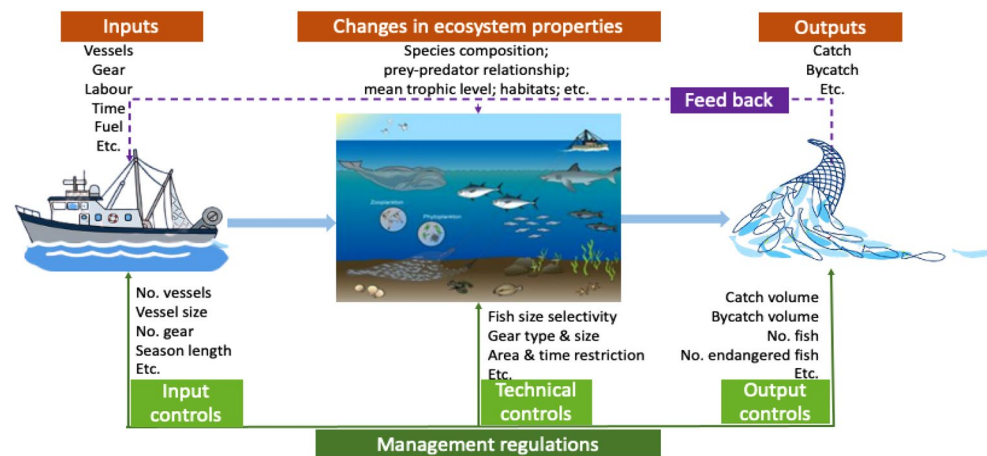 Inputs
Vessels
Gear
Labour
Time
Fuel
Etc.
Changes in ecosystem properties
Species composition;
prey-predator relationship;
mean trophic level; habitats; etc.
Outputs
Catch
Bycatch
Etc.
Feed back
Zooplankton
Phytoplankton
No. vessels
Vessel size
No. gear
Season length
Etc.
Input
controls
Fish size selectivity
Gear type & size
Area & time restriction
Etc.
Technical
controls
Catch volume
Bycatch volume
No. fish
No. endangered fish
Etc.
Output
controls
Management regulations